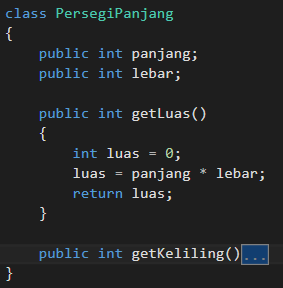 class PersegiPanjang
{
    public int panjang;
    public int lebar;

    public int getLuas()
    {
        int luas = 0;
        luas = panjang * lebar;
        return luas;
    }

    public int getKeliling()...
}